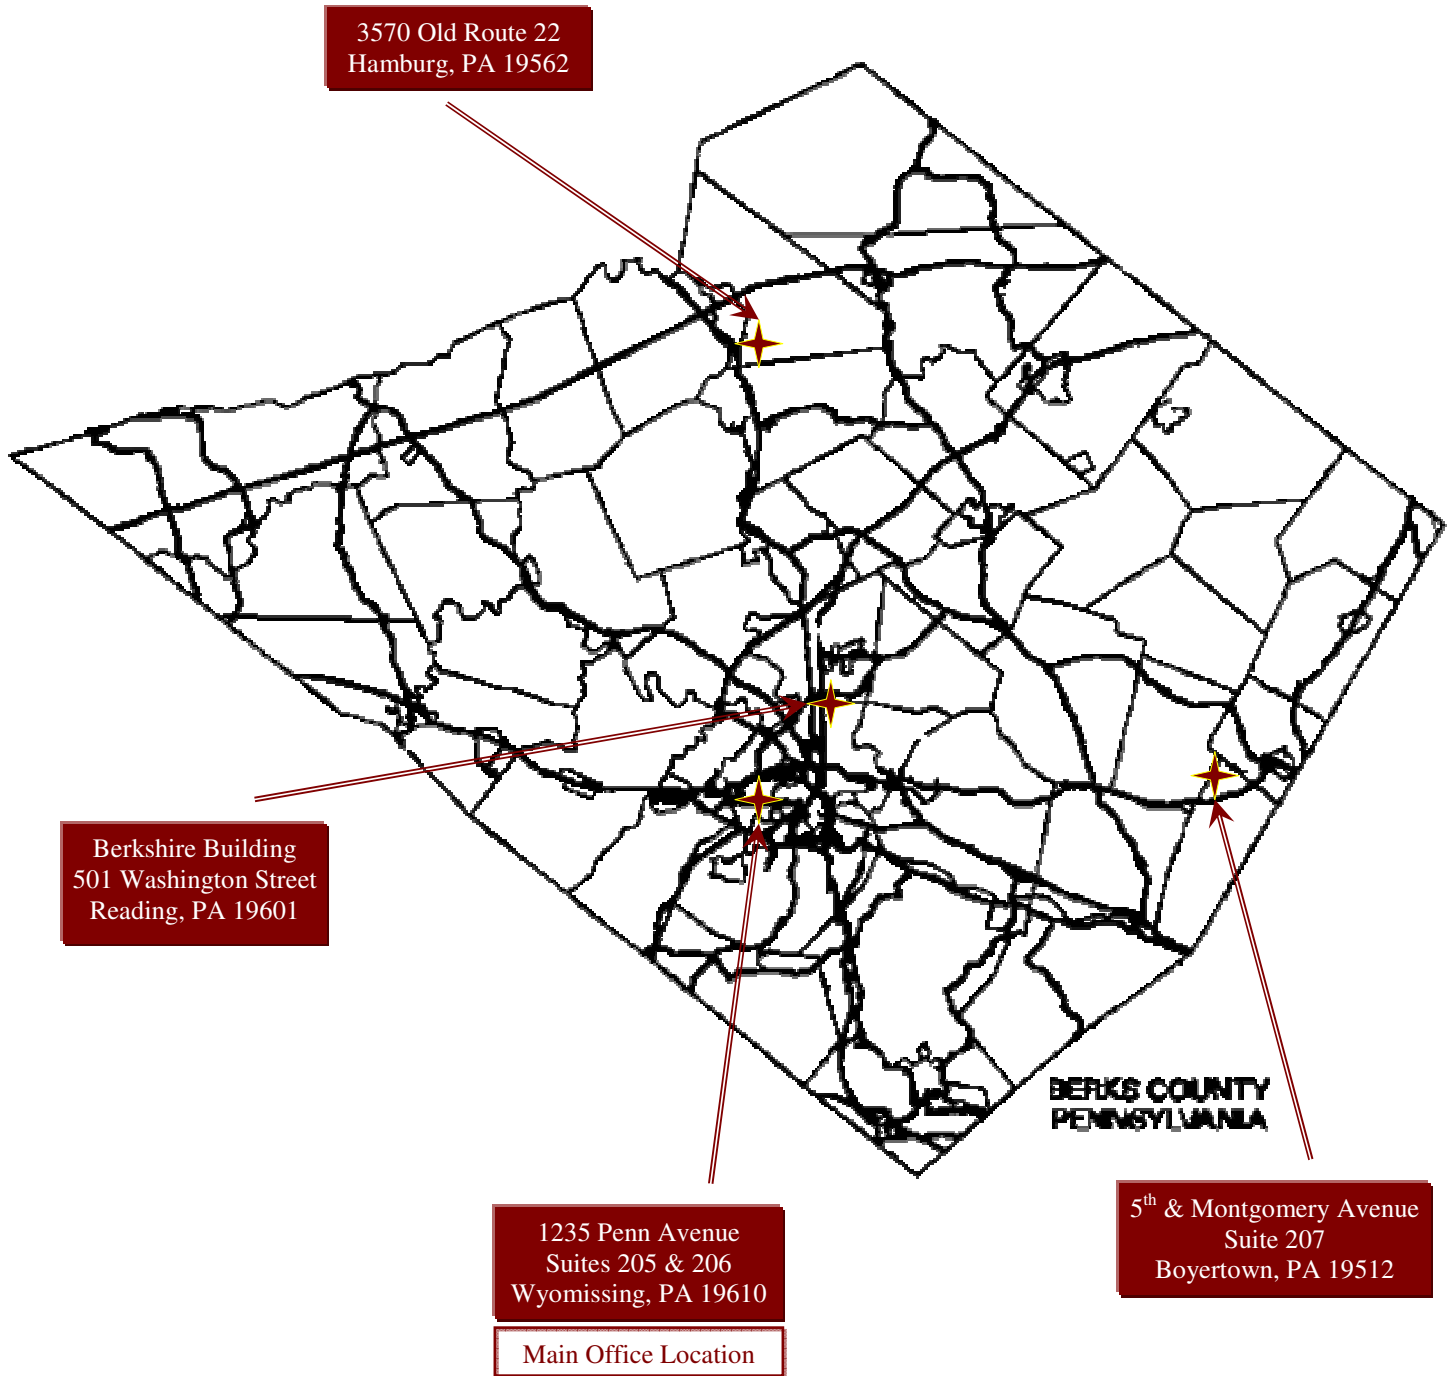 3570 Old Route 22
Hamburg, PA 19562
Berkshire Building
501 Washington Street
Reading, PA 19601
BERKS COUNTY
PENNSYLVANIA
1235 Penn Avenue
Suites 205 & 206
Wyomissing, PA 19610
Main Office Location
5th & Montgomery Avenue
Suite 207
Boyertown, PA 19512